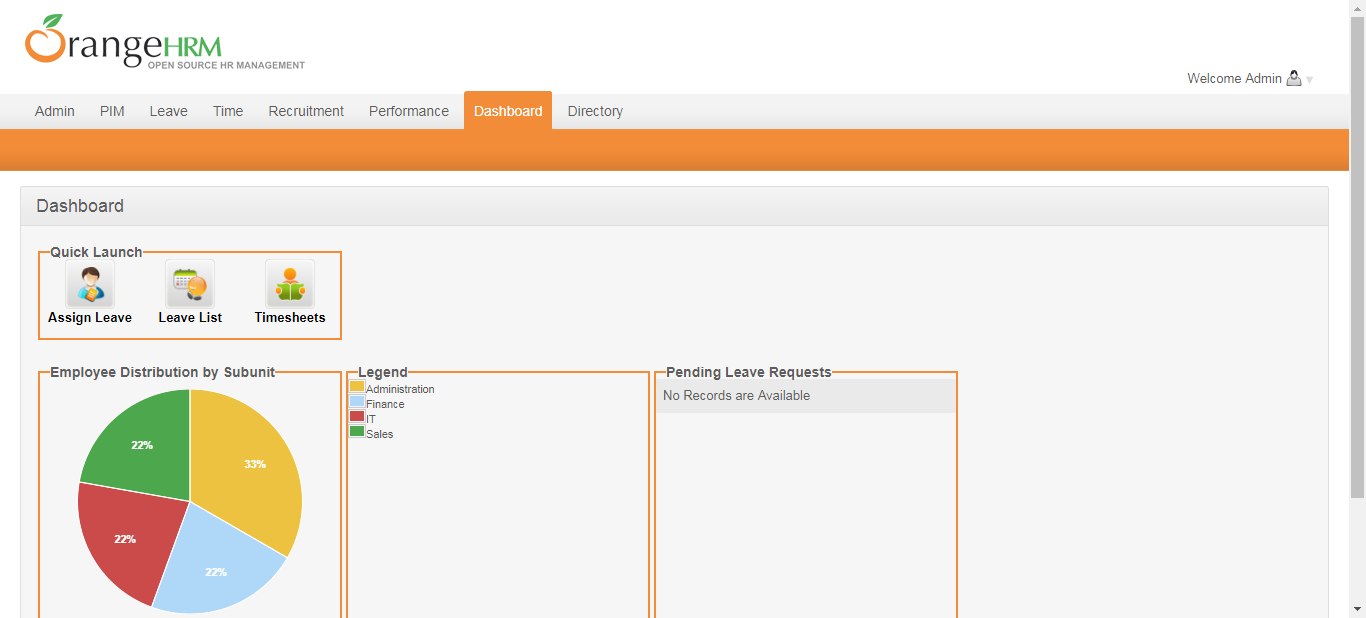 OrangeHRM
OPEN SOURCE HR MANAGEMENT
Welcome Admin
Admin PIM Leave Time Recruitment Performance Dashboard Directory
Dashboard
Quick Launch
Assign Leave Leave List Timesheets
Employee Distribution by Subunit
22%
33%
22%
22%
Legend
Administration
Finance
IT
Sales
Pending Leave Requests
No Records are Available